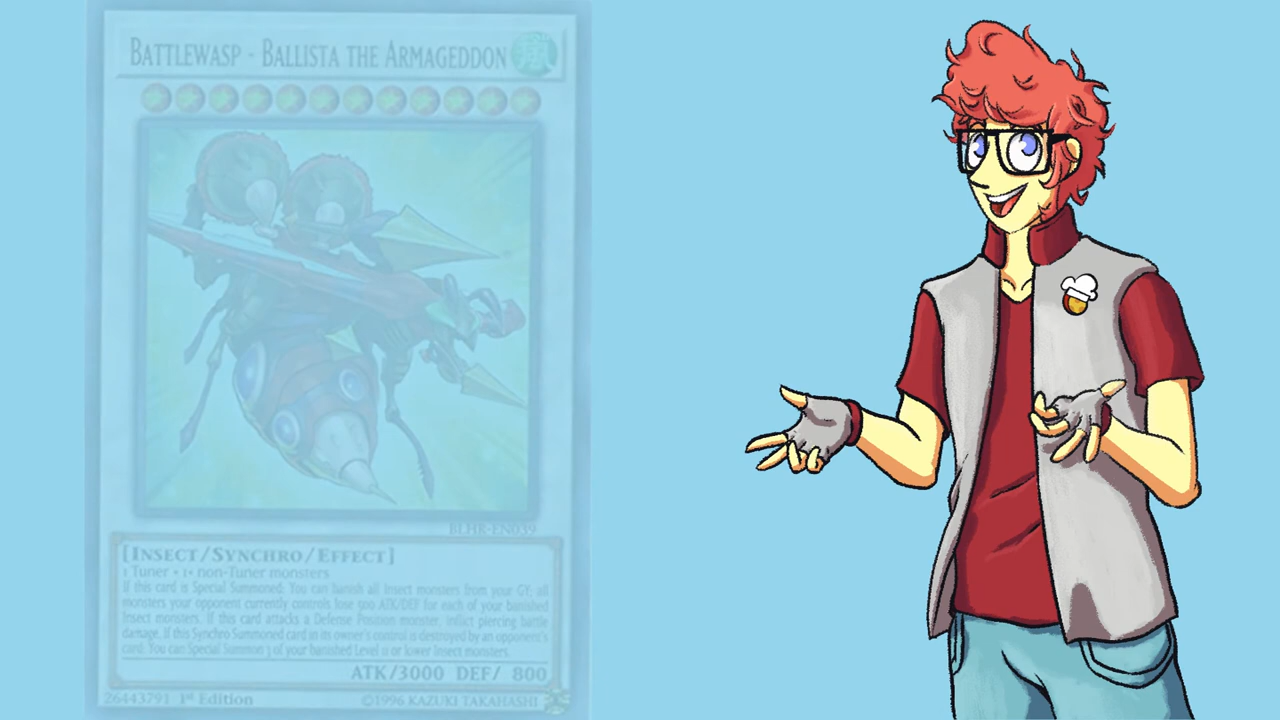 BATTLEWASP - BALLISTA THE ARMAGEDDON
BLHR-EN039
[INSECT/SYNCHRO/EFFECT]
1 Tuner + 1+ non-Tuner monsters
If this card is Special Summoned: You can banish all Insect monsters from your GY; all
monsters your opponent currently controls lose 500 ATK/DEF for each of your banished
Insect monsters. If this card attacks a Defense Position monster, inflict piercing battle
damage. If this Synchro Summoned card in its owner's control is destroyed by an opponent's
card: You can Special Summon 3 of your banished Level 11 or lower Insect monsters.
ATK/3000 DEF/ 800
26443791 1st Edition ©1996 KAZUKI TAKAHASHI